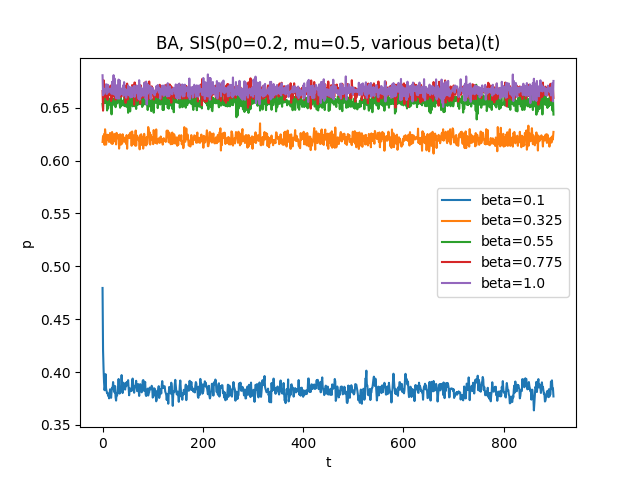 BA, SIS(p0=0.2, mu=0.5, various beta)(t)
0.65
0.60
0.55
0.50
0.45
0.40
0.35
p
beta=0.1
beta=0.325
beta=0.55
beta=0.775
beta=1.0
0 200 400 600 800
t